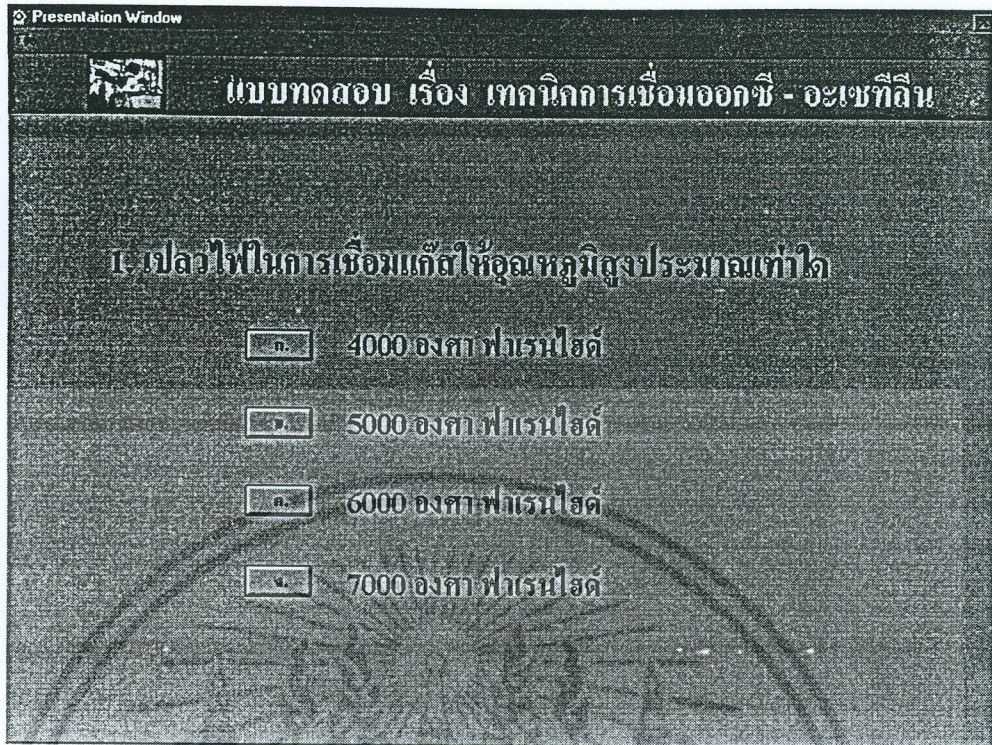 Presentation Window
แบบทดสอบ เรื่อง เทคนิคการเชื่อมออกซี - อะเซทีลีน
1. เปลวไฟในการเชื่อมแก๊สให้อุณหภูมิสูงประมาณเท่าใด
ก. 4000 องศา ฟาเรนไฮด์
ข. 5000 องศา ฟาเรนไฮด์
ค. 6000 องศา ฟาเรนไฮด์
ง. 7000 องศา ฟาเรนไฮด์